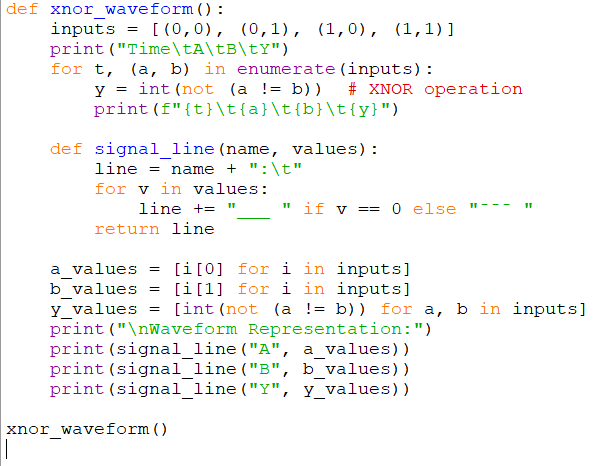 def xnor_waveform():
    inputs = [(0,0), (0,1), (1,0), (1,1)]
    print("Time\tA\tB\tY")
    for t, (a, b) in enumerate(inputs):
        y = int(not (a != b))  # XNOR operation
        print(f"{t}\t{a}\t{b}\t{y}")

    def signal_line(name, values):
        line = name + ":\t"
        for v in values:
            line += "___ " if v == 0 else "¯¯¯ "
        return line

    a_values = [i[0] for i in inputs]
    b_values = [i[1] for i in inputs]
    y_values = [int(not (a != b)) for a, b in inputs]
    print("\nWaveform Representation:")
    print(signal_line("A", a_values))
    print(signal_line("B", b_values))
    print(signal_line("Y", y_values))

xnor_waveform()